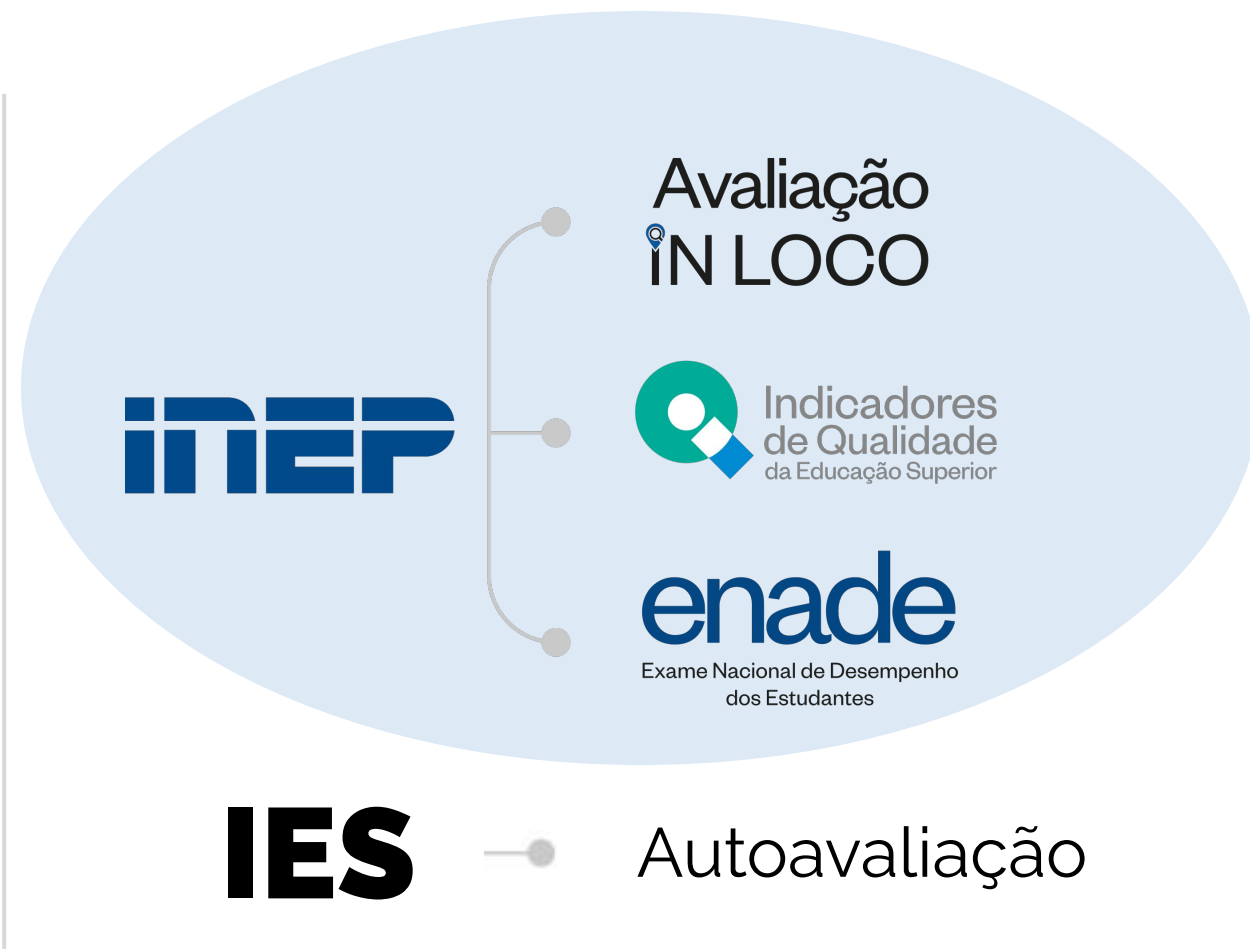 Avaliação
iN LOCO
inEP
Indicadores
de Qualidade
da Educação Superior
enade
Exame Nacional de Desempenho
dos Estudantes
IES
Autoavaliação